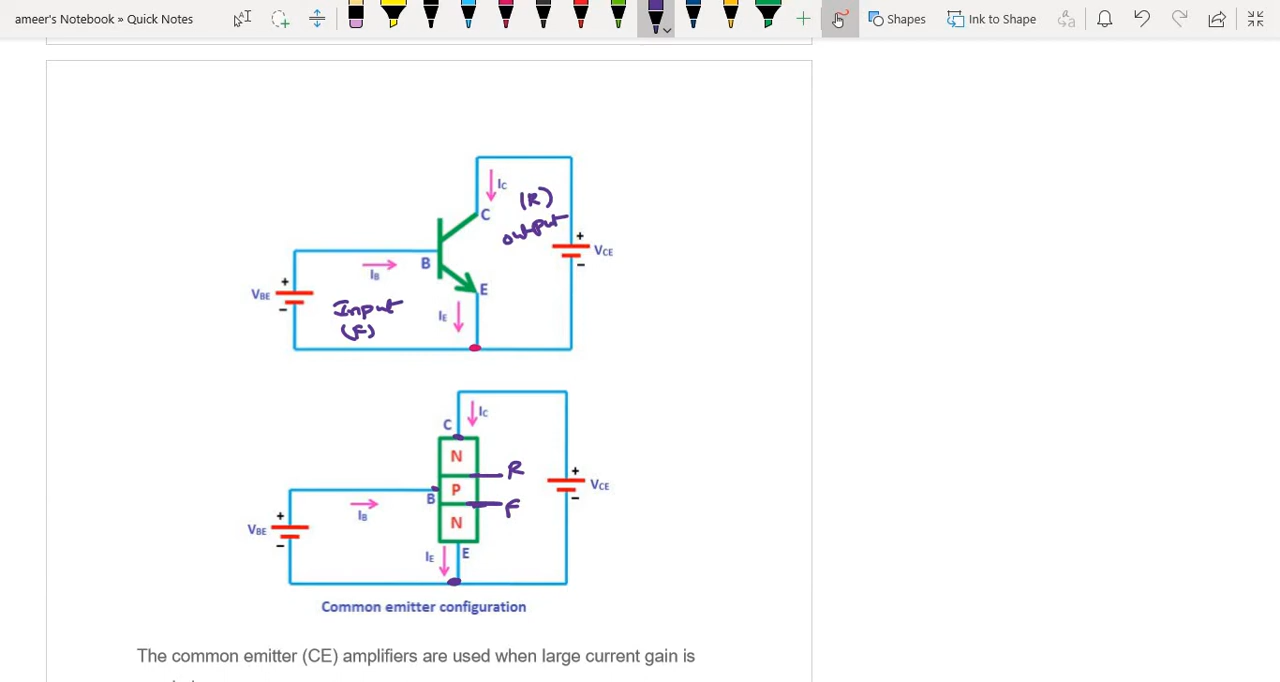 ameer's Notebook » Quick Notes
Shapes
Ink to Shape
IC
(R)
C
output
+
VCE
-
B
IB
+
VBE
-
E
Input
(F)
IE
IC
C
N
R
+
P
VCE
B
-
F
IB
+
N
VBE
-
IE
E
Common emitter configuration
The common emitter (CE) amplifiers are used when large current gain is